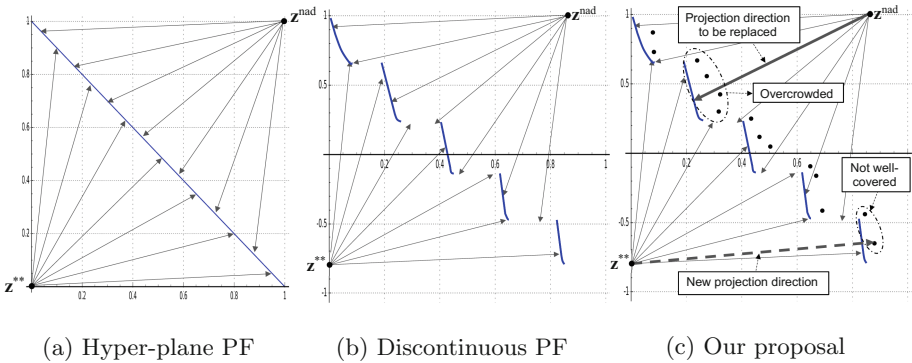 z^nad
1
0.8
0.6
0.4
0.2
z**
0.2
0.4
0.6
0.8
1
(a) Hyper-plane PF
z^nad
1
0.5
0.2
0.4
0.6
0.8
1
-0.5
z**
-1
(b) Discontinuous PF
z^nad
1
Projection direction
to be replaced
0.5
Overcrowded
0.2
0.4
0.6
1
Not well-
covered
-0.5
z**
New projection direction
-1
(c) Our proposal